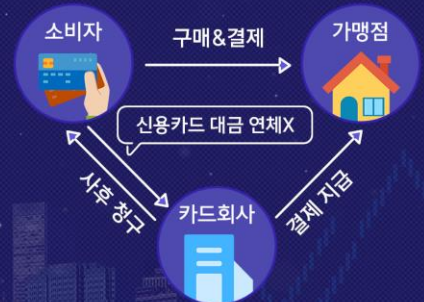 소비자
구매&결제
가맹점
신용카드 대금 연체X
사후 청구
카드회사
결제 지급